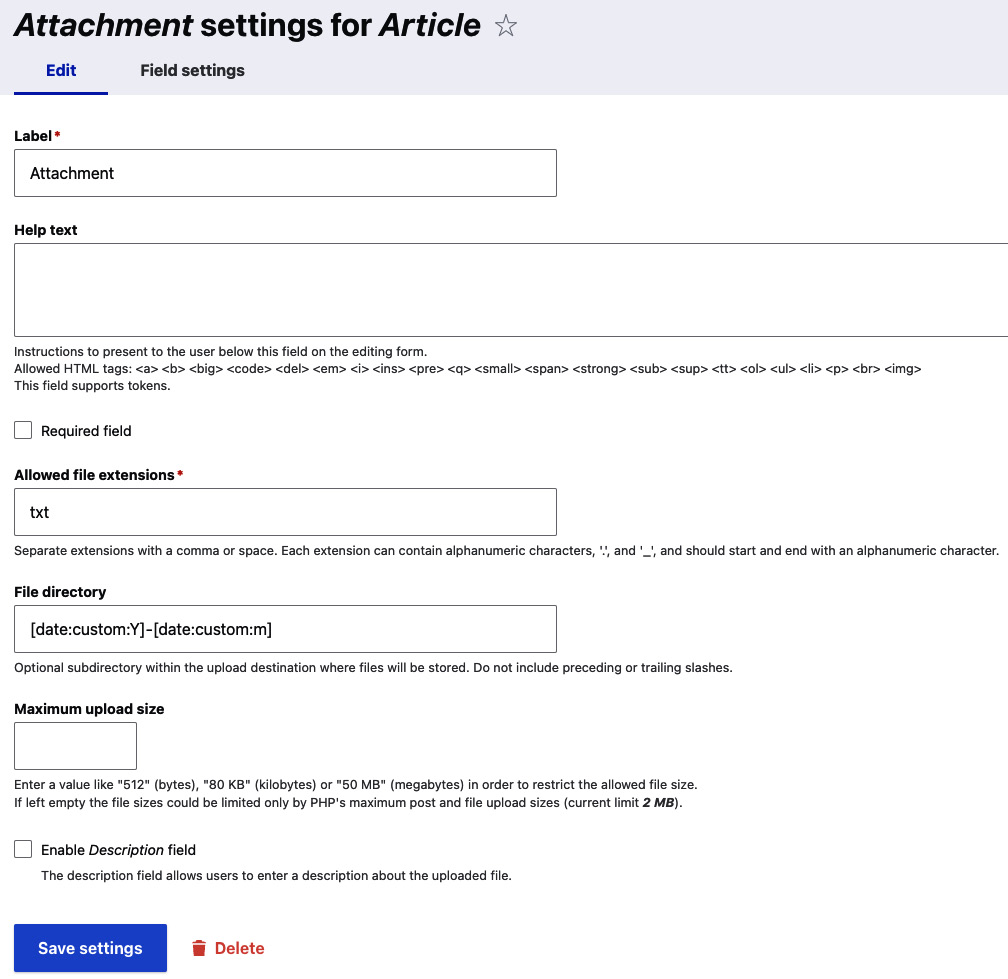 Attachment settings for Article ☆
Edit Field settings
Label*
Attachment
Help text
Instructions to present to the user below this field on the editing form.
Allowed HTML tags: <a> <b> <big> <code> <del> <em> <i> <ins> <pre> <q> <small> <span> <strong> <sub> <sup> <tt> <ol> <ul> <li> <p> <br> <img>
This field supports tokens.
Required field
Allowed file extensions*
txt
Separate extensions with a comma or space. Each extension can contain alphanumeric characters, '.', and '_', and should start and end with an alphanumeric character.
File directory
[date:custom:Y]-[date:custom:m]
Optional subdirectory within the upload destination where files will be stored. Do not include preceding or trailing slashes.
Maximum upload size
Enter a value like "512" (bytes), "80 KB" (kilobytes) or "50 MB" (megabytes) in order to restrict the allowed file size.
If left empty the file sizes could be limited only by PHP's maximum post and file upload sizes (current limit 2 MB).
Enable Description field
The description field allows users to enter a description about the uploaded file.
Save settings Delete